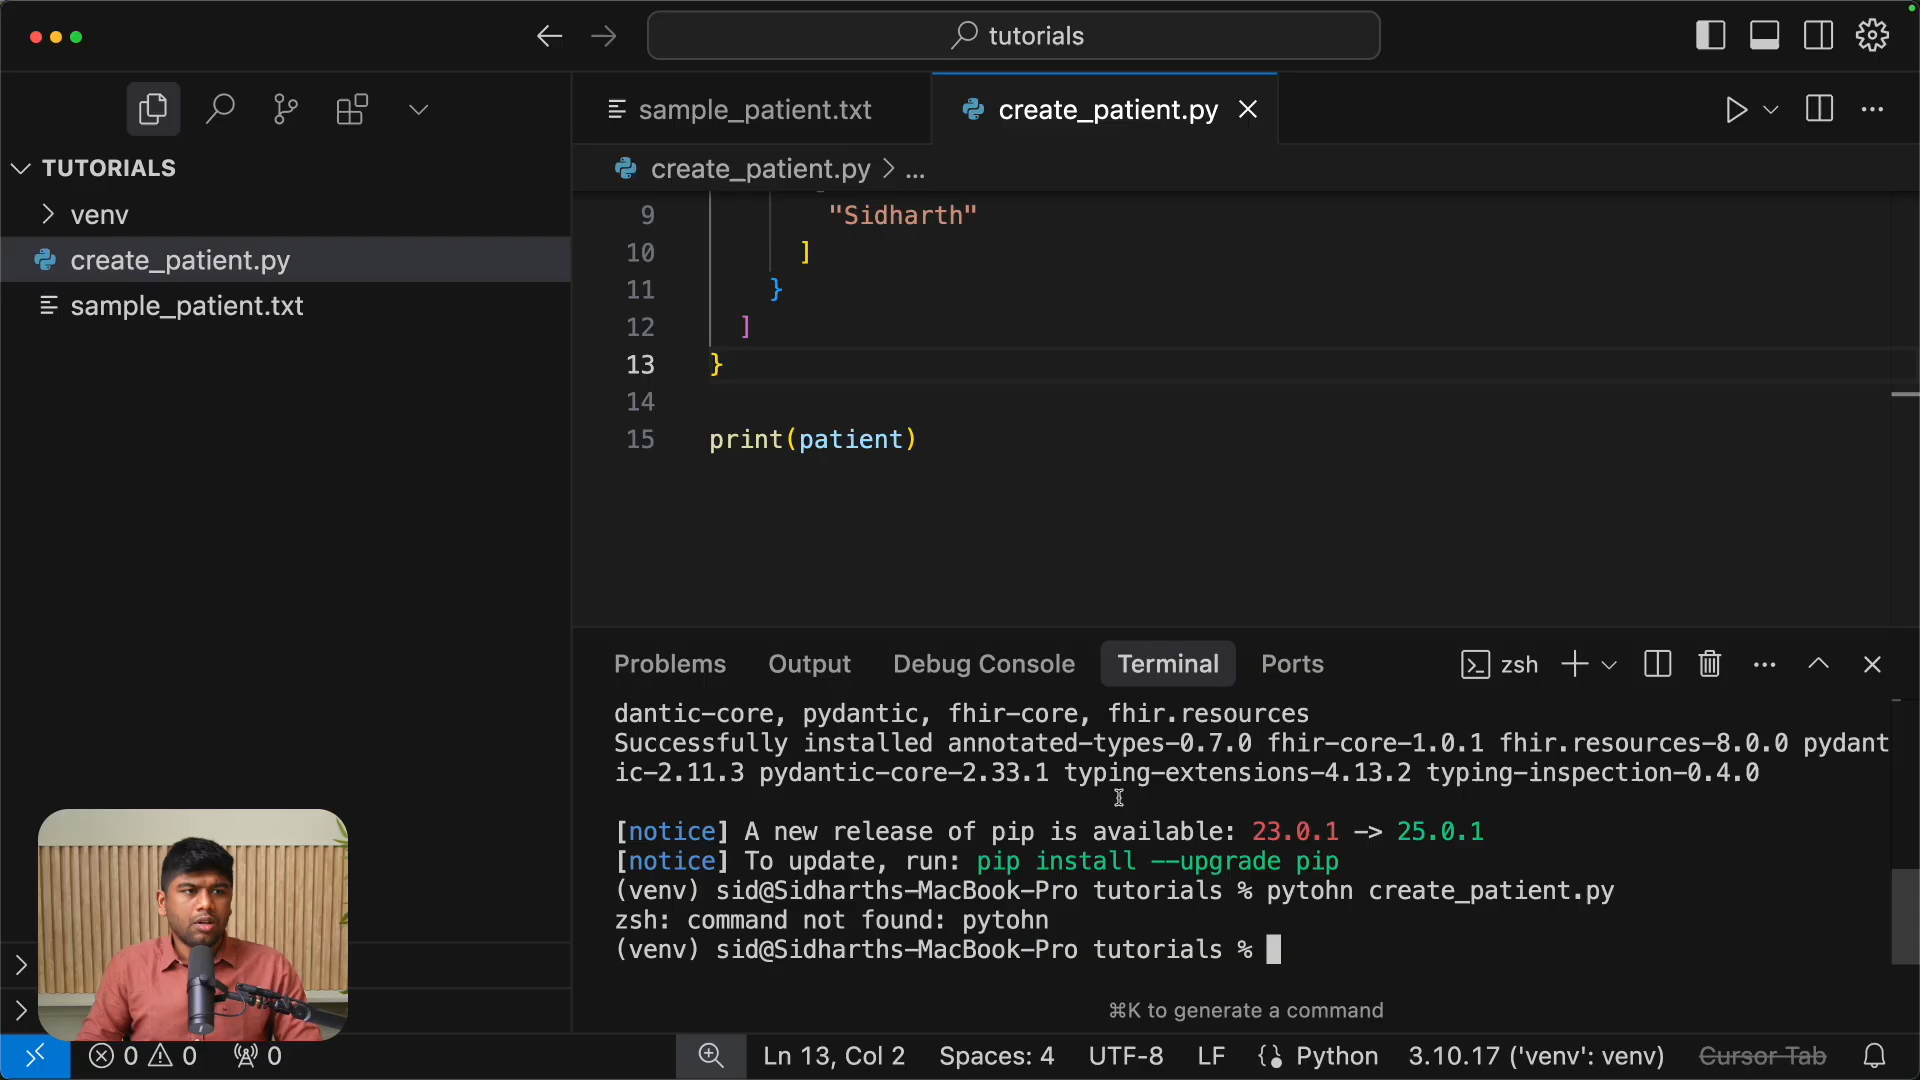 tutorials
sample_patient.txt
create_patient.py
TUTORIALS
venv
create_patient.py
sample_patient.txt
create_patient.py > ...
9 "Sidharth"
10 ]
11 }
12 ]
13 }
14
15 print(patient)
Problems Output Debug Console Terminal Ports zsh
dantic-core, pydantic, fhir-core, fhir.resources
Successfully installed annotated-types-0.7.0 fhir-core-1.0.1 fhir.resources-8.0.0 pydant
ic-2.11.3 pydantic-core-2.33.1 typing-extensions-4.13.2 typing-inspection-0.4.0
[notice] A new release of pip is available: 23.0.1 -> 25.0.1
[notice] To update, run: pip install --upgrade pip
(venv) sid@Sidharths-MacBook-Pro tutorials % pytohn create_patient.py
zsh: command not found: pytohn
(venv) sid@Sidharths-MacBook-Pro tutorials %
⌘K to generate a command
0 0 0 Ln 13, Col 2 Spaces: 4 UTF-8 LF Python 3.10.17 ('venv': venv) Cursor Tab